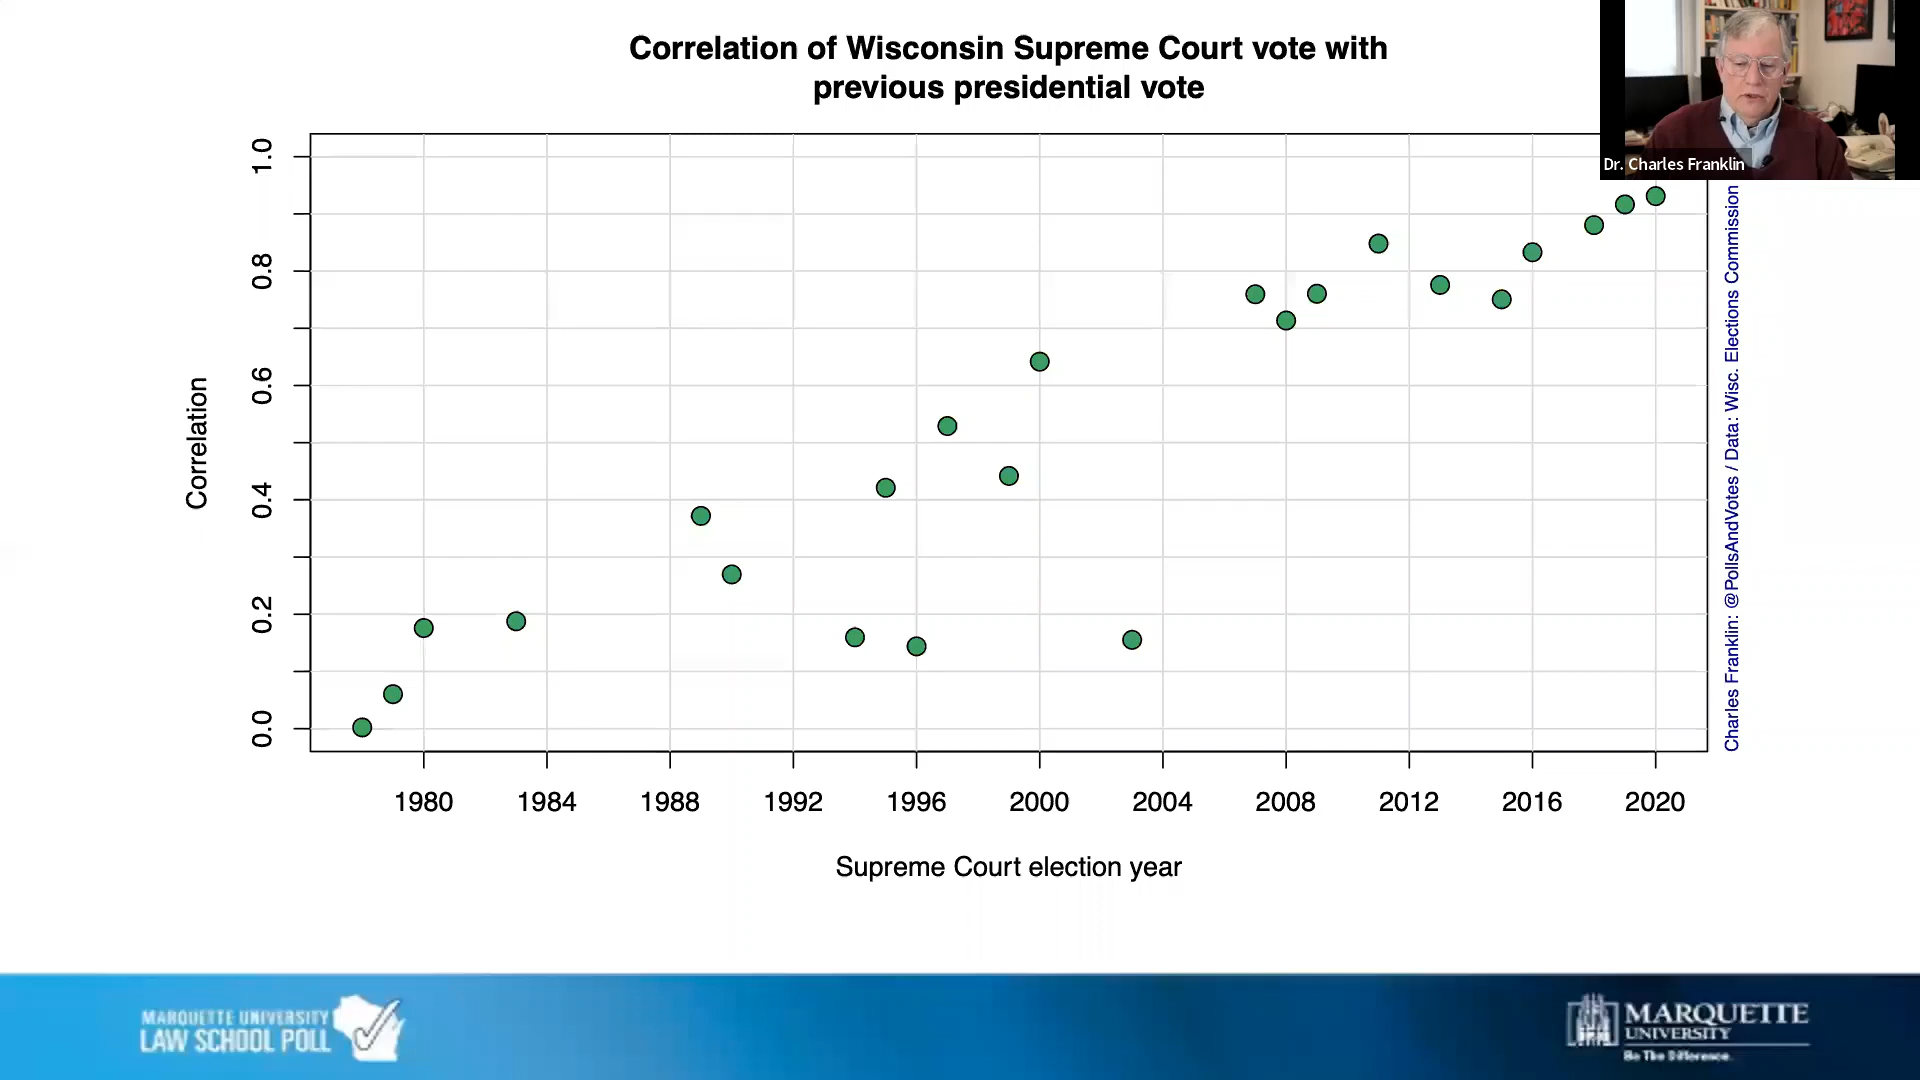 Correlation of Wisconsin Supreme Court vote with
previous presidential vote
Dr. Charles Franklin
1.0
0.8
0.6
0.4
0.2
0.0
Correlation
1980 1984 1988 1992 1996 2000 2004 2008 2012 2016 2020
Supreme Court election year
Charles Franklin: @PollsAndVotes / Data: Wisc. Elections Commission
MARQUETTE UNIVERSITY
LAW SCHOOL POLL
MARQUETTE
UNIVERSITY
Be The Difference.